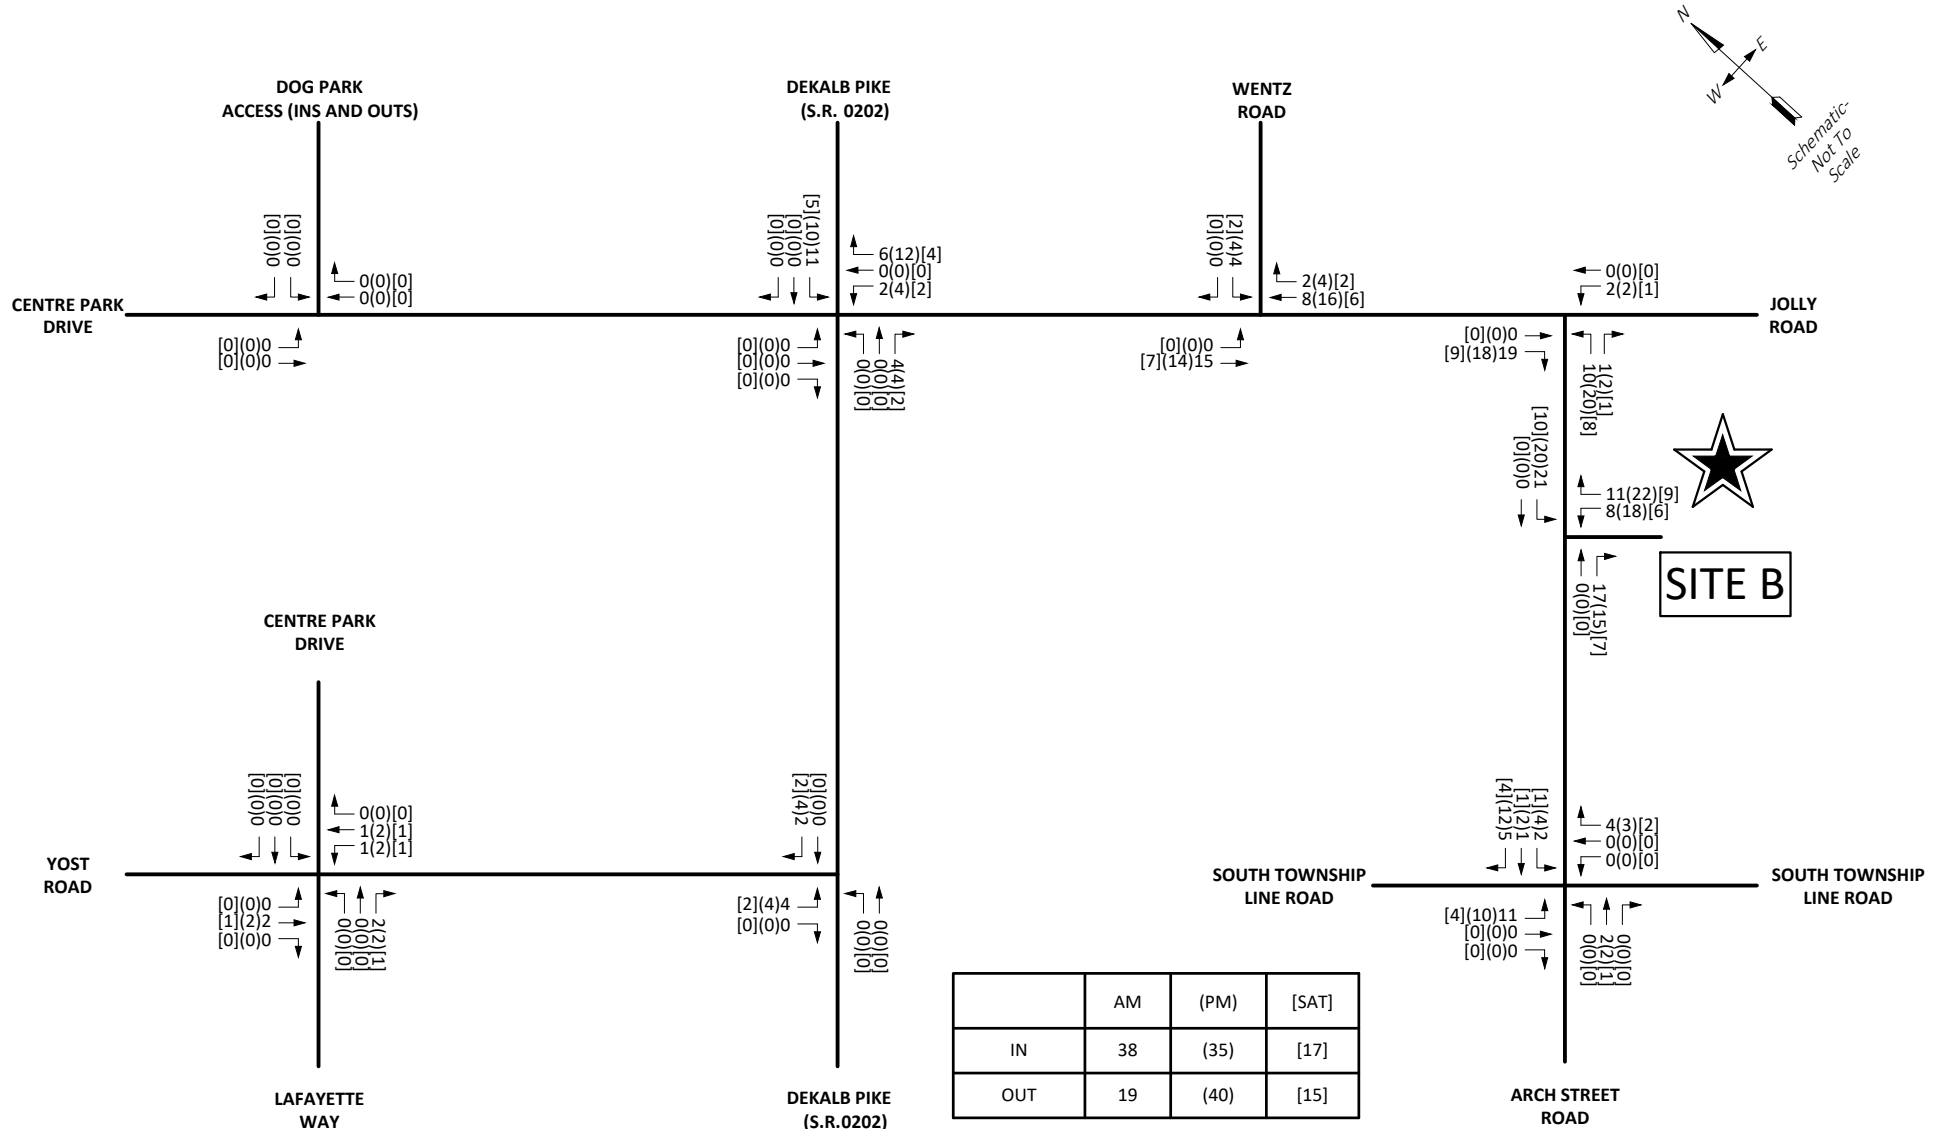 N
E
W
Schematic-
Not To
Scale
DOG PARK
ACCESS (INS AND OUTS)
DEKALB PIKE
(S.R. 0202)
WENTZ
ROAD
[0](0)0
[0](0)0
0(0)[0]
0(0)[0]
CENTRE PARK
DRIVE
[0](0)0
[0](0)0
[5](10)11
[0](0)0
[0](0)0
6(12)[4]
0(0)[0]
2(4)[2]
[0](0)0
[0](0)0
[0](0)0
4(4)[2]
0(0)[0]
0(0)[0]
[2](4)4
[0](0)0
2(4)[2]
8(16)[6]
[0](0)0
[7](14)15
0(0)[0]
2(2)[1]
JOLLY
ROAD
[0](0)0
[9](18)19
1(2)[1]
10(20)[8]
[10](20)21
[0](0)0
11(22)[9]
8(18)[6]
SITE B
17(15)[7]
0(0)[0]
CENTRE PARK
DRIVE
[0](0)0
[0](0)0
[0](0)0
0(0)[0]
1(2)[1]
1(2)[1]
YOST
ROAD
[0](0)0
[1](2)2
[0](0)0
2(2)[1]
0(0)[0]
0(0)[0]
[0](0)0
[2](4)2
[2](4)4
[0](0)0
0(0)[0]
0(0)[0]
[1](4)2
[1](2)1
[4](12)5
4(3)[2]
0(0)[0]
0(0)[0]
SOUTH TOWNSHIP
LINE ROAD
SOUTH TOWNSHIP
LINE ROAD
[4](10)11
[0](0)0
[0](0)0
0(0)[0]
2(2)[1]
0(0)[0]
AM (PM) [SAT]
IN 38 (35) [17]
OUT 19 (40) [15]
LAFAYETTE
WAY
DEKALB PIKE
(S.R.0202)
ARCH STREET
ROAD